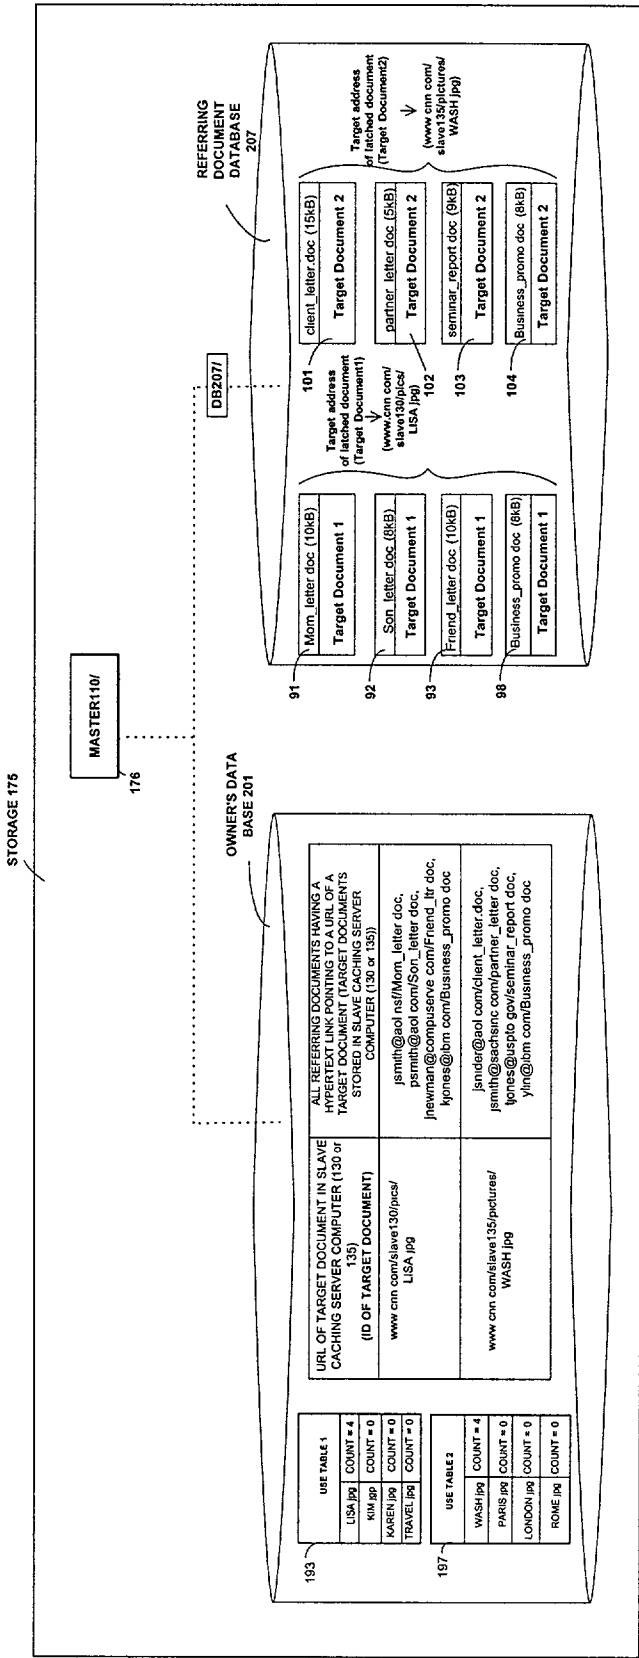 STORAGE 175
MASTER110/
176
OWNER'S DATA
BASE 201
193
USE TABLE 1
LISA jpg COUNT = 4
KIM jgp COUNT = 0
KAREN jpg COUNT = 0
TRAVEL jpg COUNT = 0
197
USE TABLE 2
WASH jpg COUNT = 4
PARIS jpg COUNT = 0
LONDON jpg COUNT = 0
ROME jpg COUNT = 0
URL OF TARGET DOCUMENT IN SLAVE
CACHING SERVER COMPUTER (130 or
135)
(ID OF TARGET DOCUMENT)
ALL REFERRING DOCUMENTS HAVING A
HYPERTEXT LINK POINTING TO A URL OF A
TARGET DOCUMENT (TARGET DOCUMENTS
STORED IN SLAVE CACHING SERVER
COMPUTER (130 or 135))
www cnn com/slave130/pics/
LISA jpg
jsmith@aol nsf/Mom_letter doc,
psmith@aol com/Son_letter doc,
jnewman@compuserve com/Friend_ltr doc,
kjones@ibm com/Business_promo doc
www cnn com/slave135/pictures/
WASH jpg
jsnider@aol com/client_letter.doc,
jsmith@sachsinc com/partner_letter doc,
tjones@uspto gov/seminar_report doc,
ylin@ibm com/Business_promo doc
DB207/
REFERRING
DOCUMENT
DATABASE
207
91
Mom_letter doc (10kB)
Target Document 1
92
Son_letter doc (8kB)
Target Document 1
93
Friend_letter doc (10kB)
Target Document 1
98
Business_promo doc (8kB)
Target Document 1
Target address
of latched document
(Target Document1)
(www.cnn com/
slave130/pics/
LISA jpg)
101
client_letter.doc (15kB)
Target Document 2
102
partner_letter doc (5kB)
Target Document 2
103
seminar_report doc (9kB)
Target Document 2
104
Business_promo doc (8kB)
Target Document 2
Target address
of latched document
(Target Document2)
(www cnn com/
slave135/pictures/
WASH jpg)